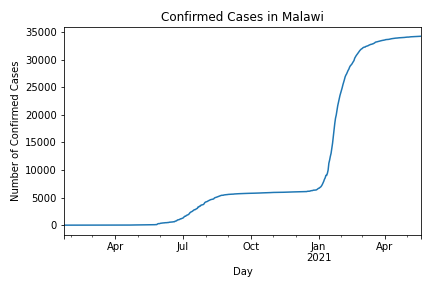 Confirmed Cases in Malawi
35000
30000
25000
20000
15000
10000
5000
0
Number of Confirmed Cases
Apr
Jul
Oct
Jan
2021
Apr
Day